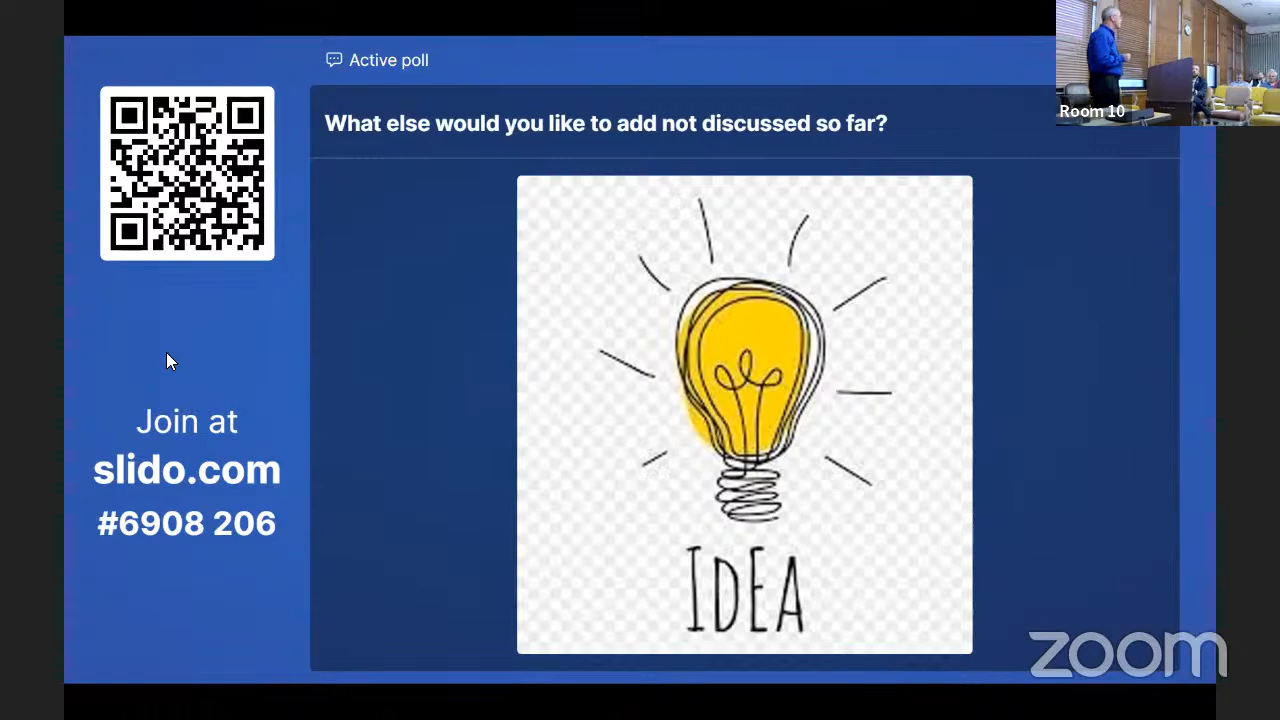 Active poll
What else would you like to add not discussed so far?
Room 10
Join at
slido.com
#6908 206
IdEA
zoom